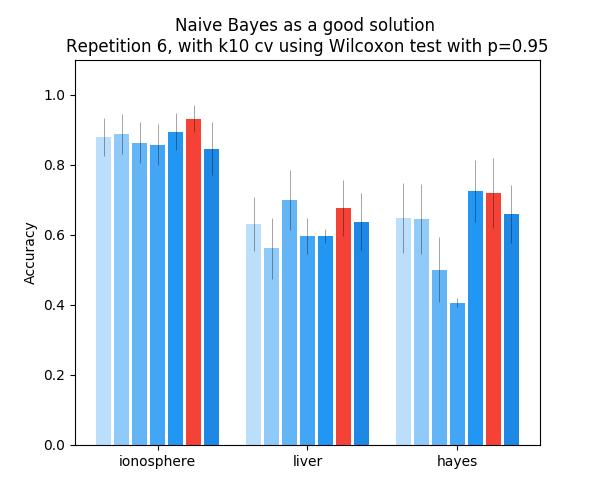 Naive Bayes as a good solution
Repetition 6, with k10 cv using Wilcoxon test with p=0.95
1.0
0.8
0.6
0.4
0.2
0.0
Accuracy
ionosphere
liver
hayes